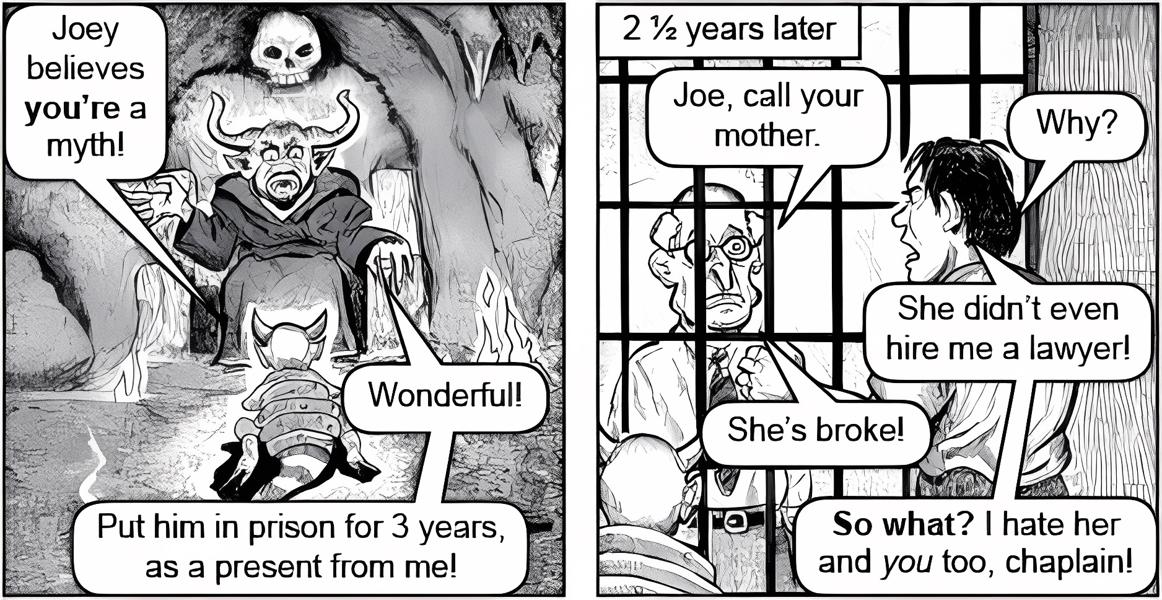 Joey
believes
you're a
myth!
Wonderful!
Put him in prison for 3 years,
as a present from me!
2 ½ years later
Joe, call your
mother.
Why?
She didn't even
hire me a lawyer!
She's broke!
So what? I hate her
and you too, chaplain!